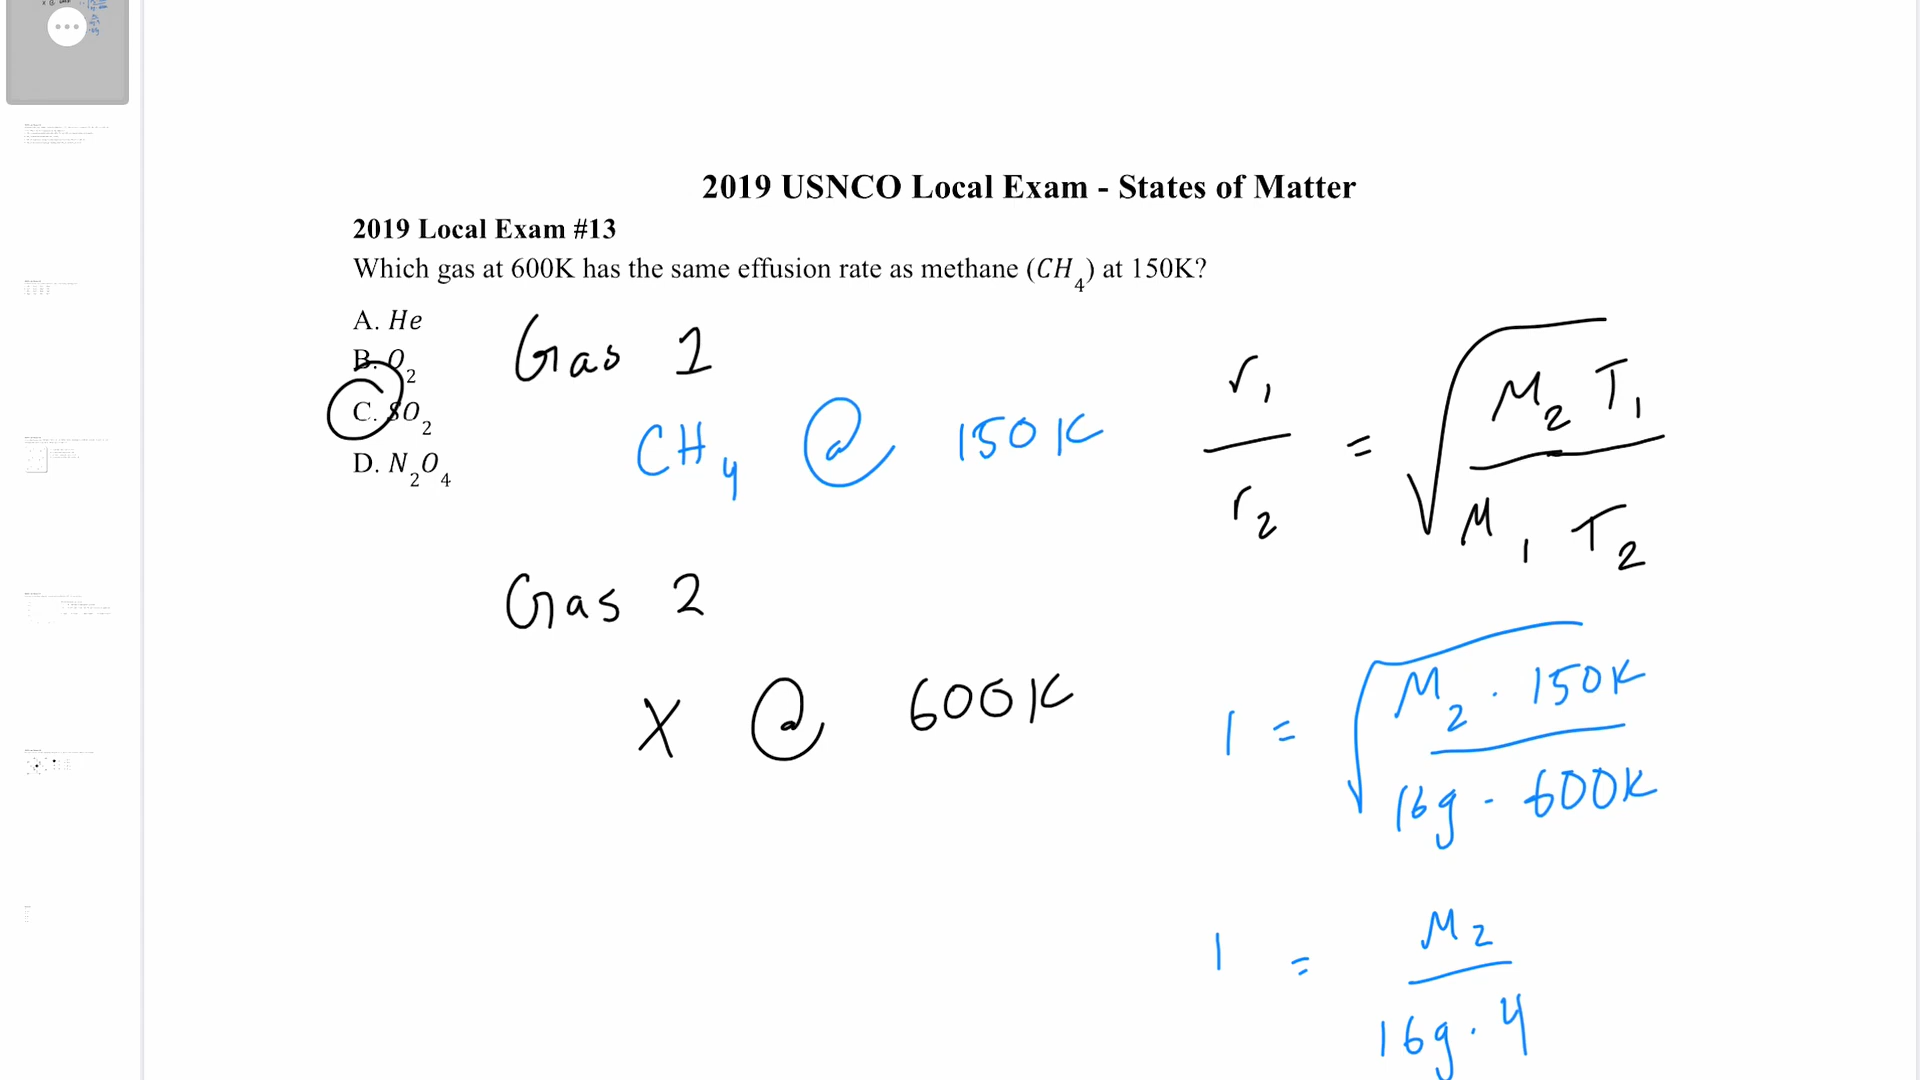 2019 USNCO Local Exam - States of Matter
2019 Local Exam #13
Which gas at 600K has the same effusion rate as methane (CH₄) at 150K?
A. He
B. O₂
C. SO₂
D. N₂O₄
Gas 1
CH₄ @ 150K
Gas 2
X @ 600K
r₁/r₂ = √(M₂ T₁ / M₁ T₂)
1 = √(M₂ · 150K / 16g · 600K)
1 = M₂ / 16g · 4